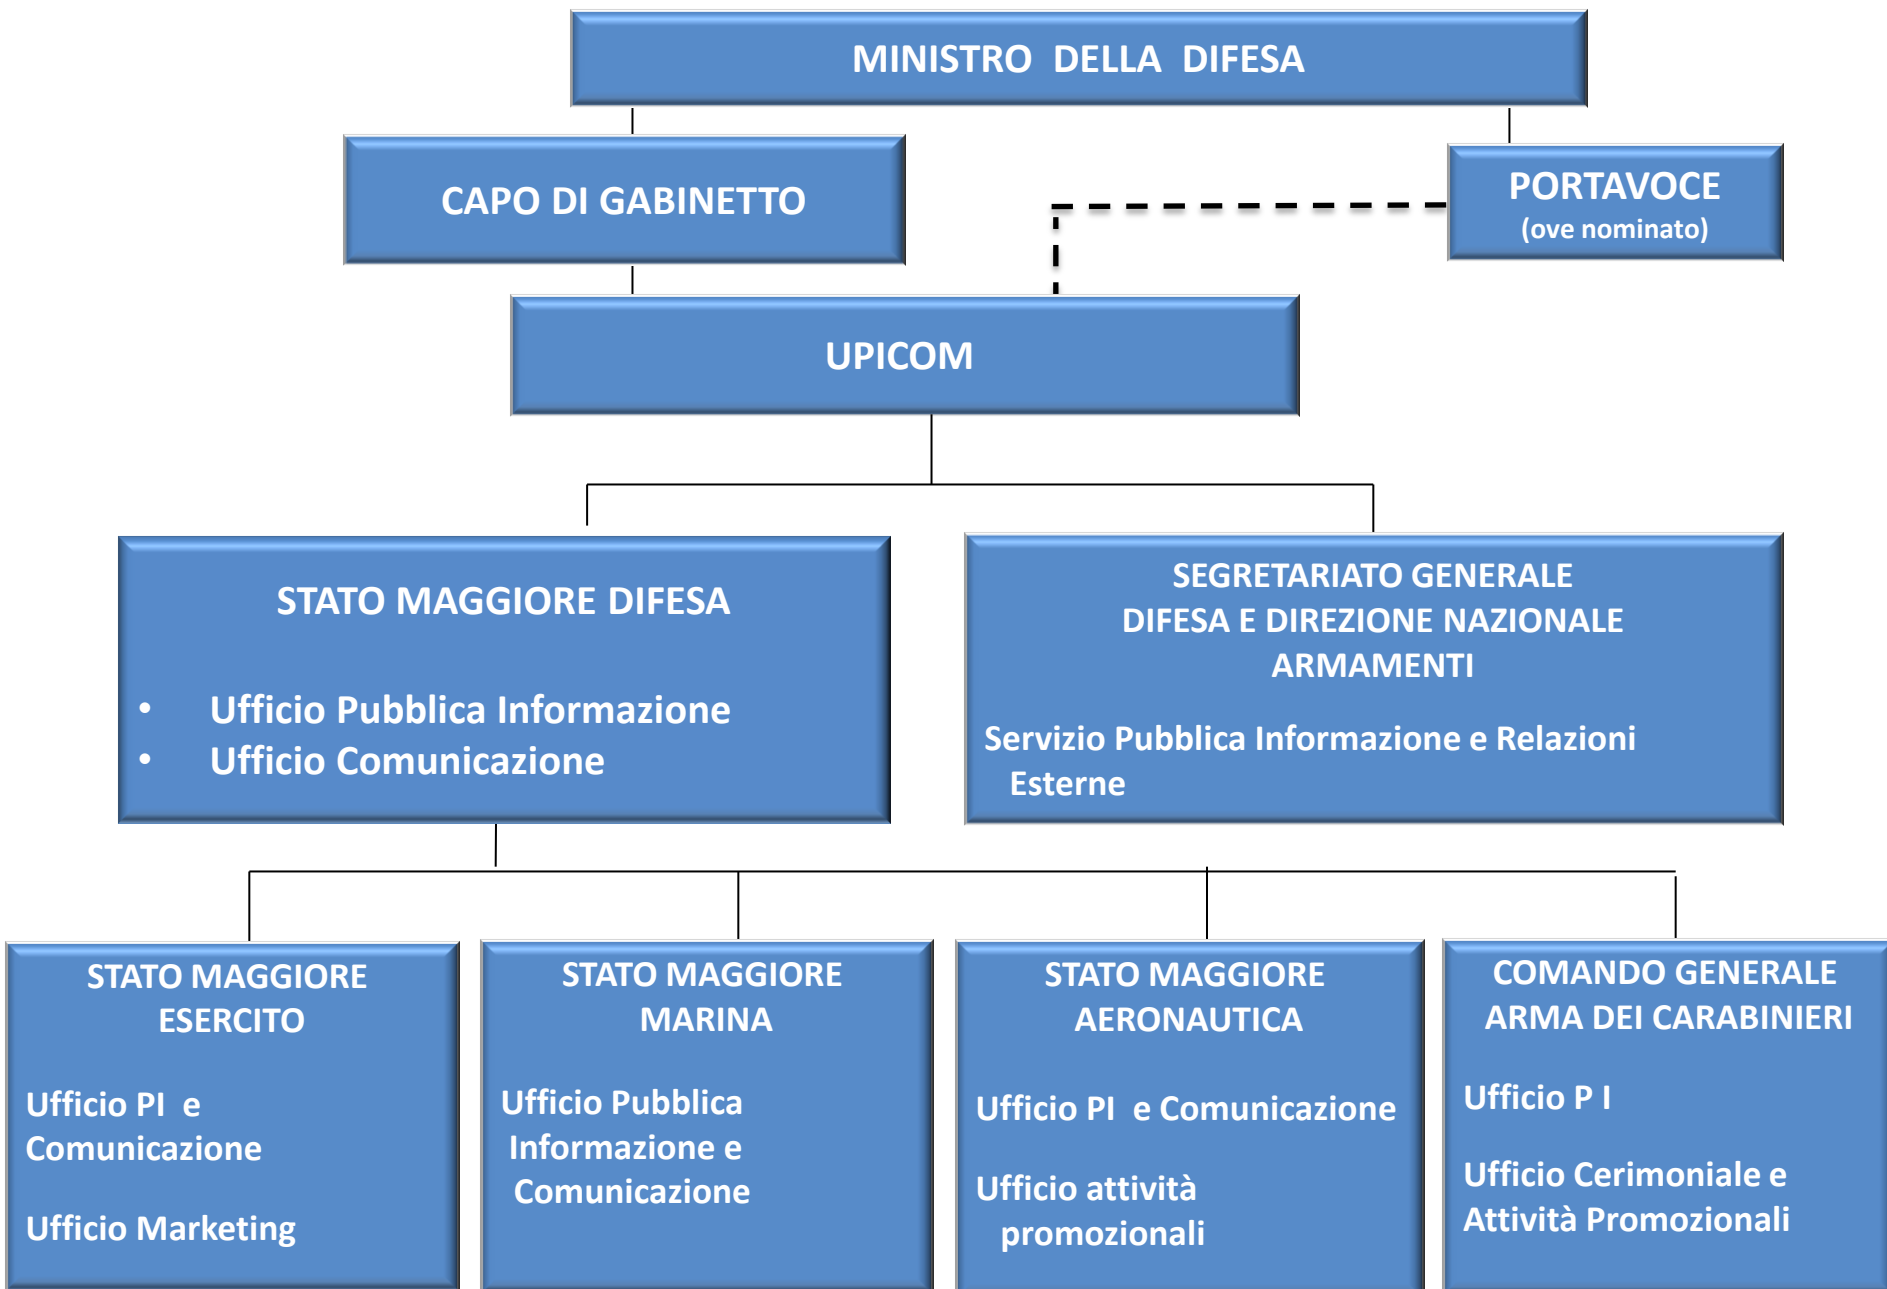 MINISTRO DELLA DIFESA
CAPO DI GABINETTO
PORTAVOCE
(ove nominato)
UPICOM
STATO MAGGIORE DIFESA
• Ufficio Pubblica Informazione
• Ufficio Comunicazione
SEGRETARIATO GENERALE
DIFESA E DIREZIONE NAZIONALE
ARMAMENTI
Servizio Pubblica Informazione e Relazioni
Esterne
STATO MAGGIORE
ESERCITO
Ufficio PI e
Comunicazione
Ufficio Marketing
STATO MAGGIORE
MARINA
Ufficio Pubblica
Informazione e
Comunicazione
STATO MAGGIORE
AERONAUTICA
Ufficio PI e Comunicazione
Ufficio attività
promozionali
COMANDO GENERALE
ARMA DEI CARABINIERI
Ufficio P I
Ufficio Cerimoniale e
Attività Promozionali